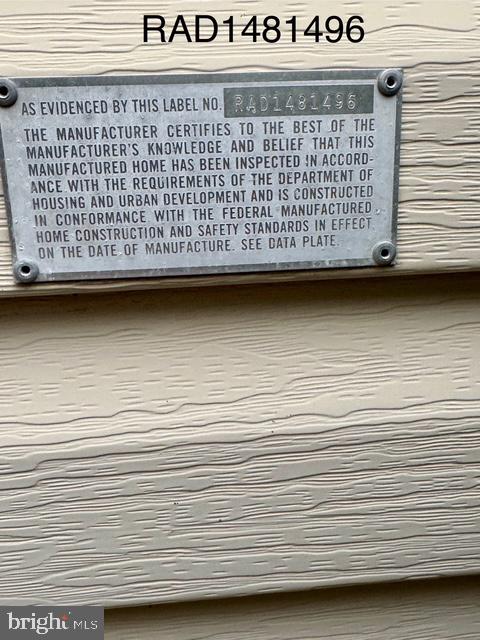 RAD1481496
AS EVIDENCED BY THIS LABEL NO. RAD1481496
THE MANUFACTURER CERTIFIES TO THE BEST OF THE
MANUFACTURER'S KNOWLEDGE AND BELIEF THAT THIS
MANUFACTURED HOME HAS BEEN INSPECTED IN ACCORD-
ANCE WITH THE REQUIREMENTS OF THE DEPARTMENT OF
HOUSING AND URBAN DEVELOPMENT AND IS CONSTRUCTED
IN CONFORMANCE WITH THE FEDERAL MANUFACTURED
HOME CONSTRUCTION AND SAFETY STANDARDS IN EFFECT
ON THE DATE OF MANUFACTURE. SEE DATA PLATE.
bright MLS